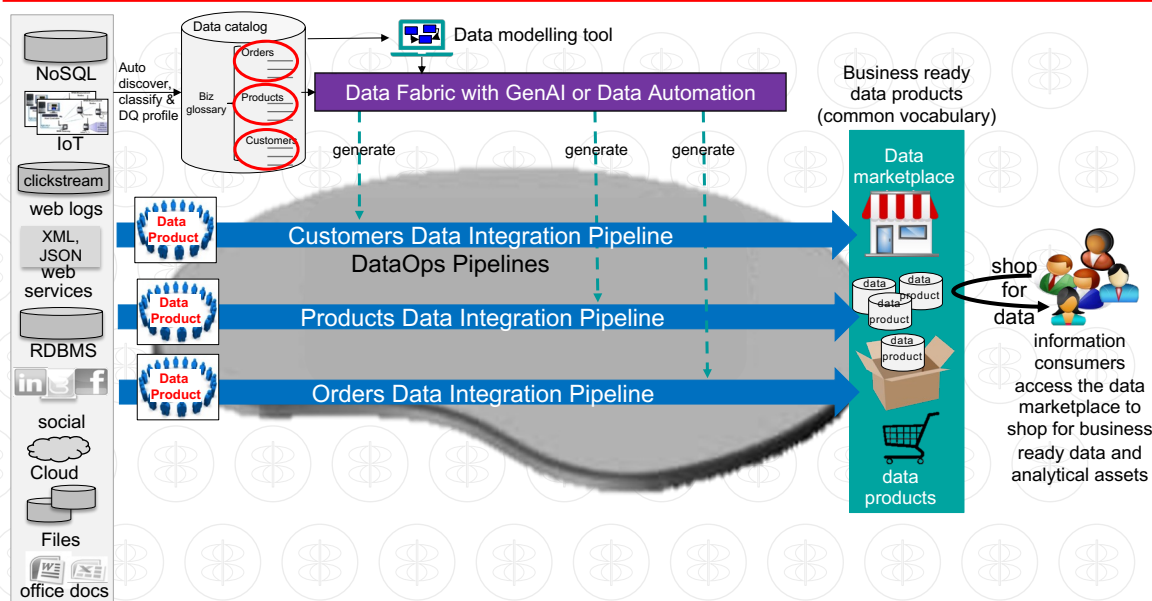 NoSQL
IoT
clickstream
web logs
XML,
JSON
web
services
RDBMS
in
f
social
Cloud
Files
W
X
office docs
Auto
discover,
classify &
DQ profile
Data catalog
Biz
glossary
Orders
Products
Customers
Data modelling tool
Data Fabric with GenAI or Data Automation
generate
generate
generate
Data
Product
Customers Data Integration Pipeline
DataOps Pipelines
Data
Product
Products Data Integration Pipeline
Data
Product
Orders Data Integration Pipeline
Business ready
data products
(common vocabulary)
Data
marketplace
data
data
product
data
product
data
product
data
products
shop
for
data
information
consumers
access the data
marketplace to
shop for business
ready data and
analytical assets